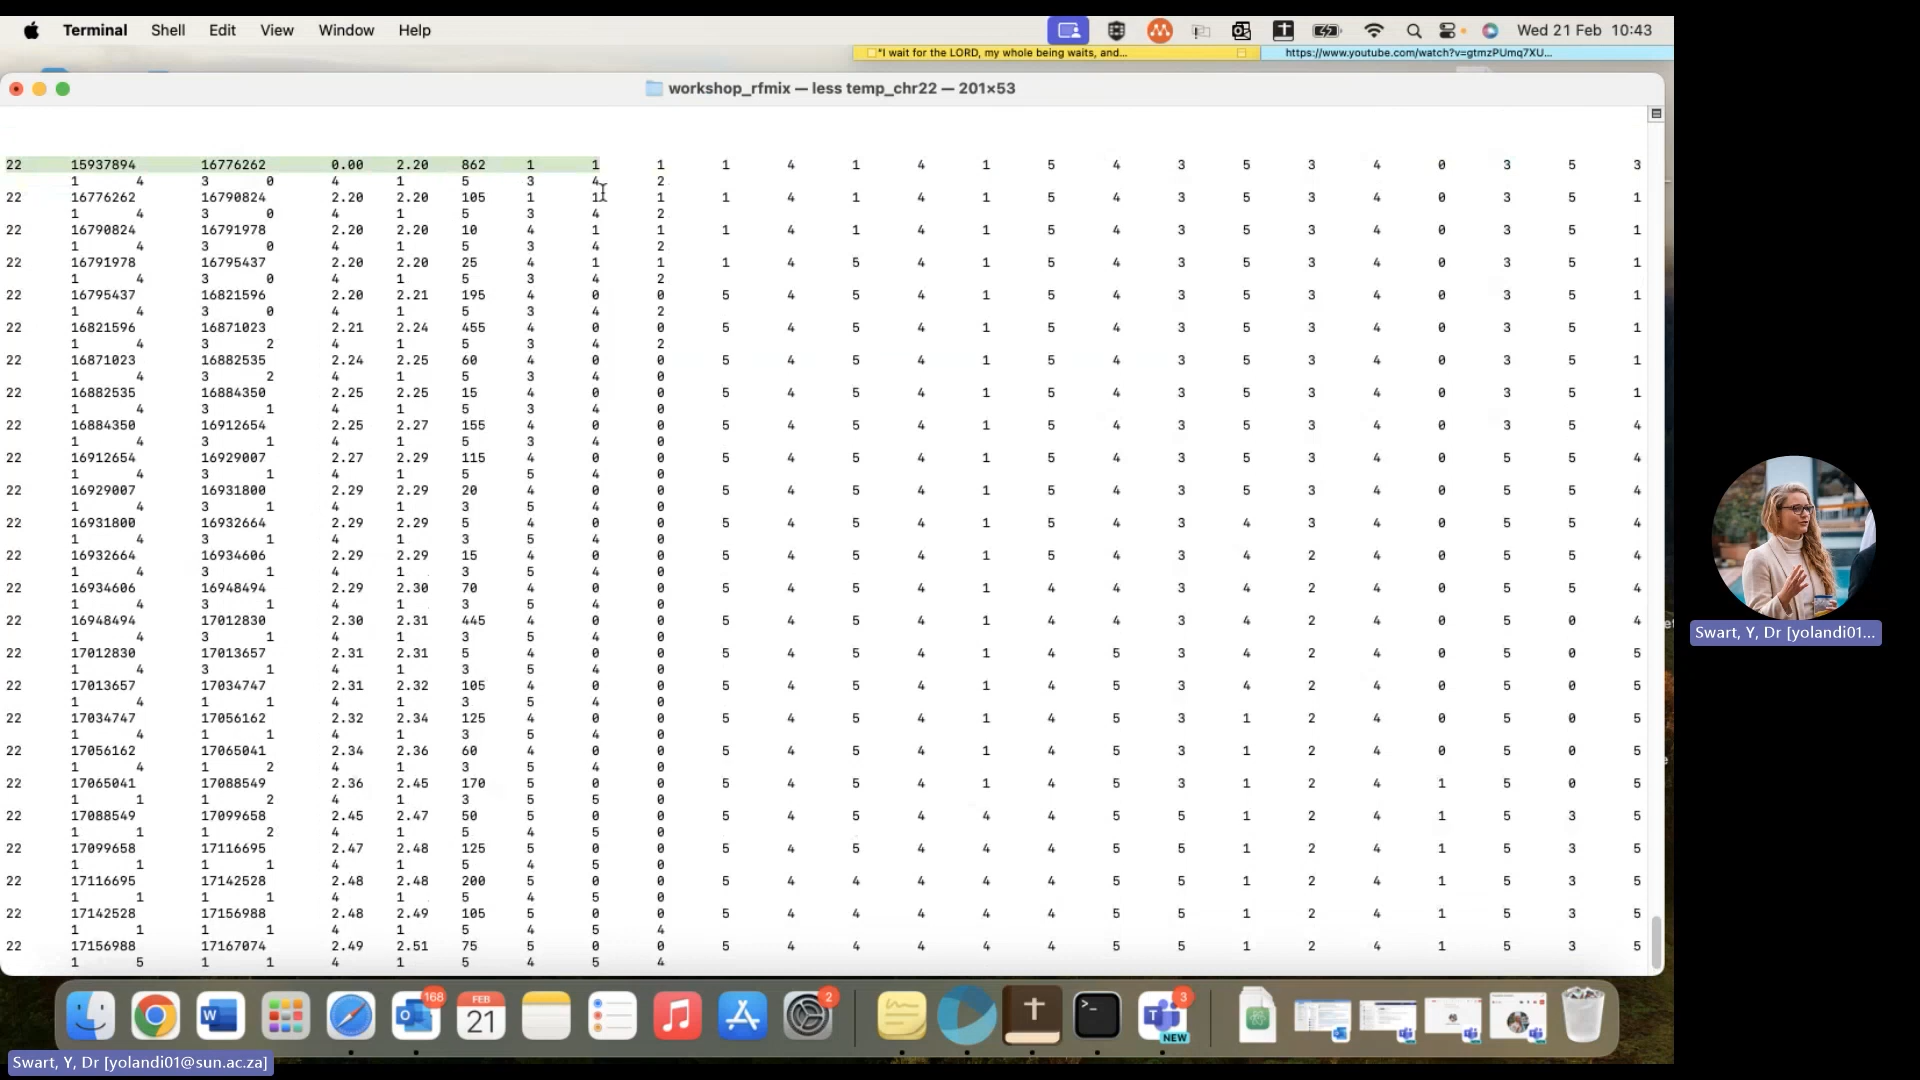 Terminal Shell Edit View Window Help Wed 21 Feb 10:43
"I wait for the LORD, my whole being waits, and... https://www.youtube.com/watch?v=gtmzPUmq7XU...
workshop_rfmix — less temp_chr22 — 201×53
22 15937894 16776262 0.00 2.20 862 1 1 1 1 4 1 4 1 5 4 3 5 3 4 0 3 5 3
1 4 3 0 4 1 5 3 4 2
22 16776262 16790824 2.20 2.20 105 1 1 1 1 4 1 4 1 5 4 3 5 3 4 0 3 5 1
1 4 3 0 4 1 5 3 4 2
22 16790824 16791978 2.20 2.20 10 4 1 1 1 4 1 4 1 5 4 3 5 3 4 0 3 5 1
1 4 3 0 4 1 5 3 4 2
22 16791978 16795437 2.20 2.20 25 4 1 1 1 4 5 4 1 5 4 3 5 3 4 0 3 5 1
1 4 3 0 4 1 5 3 4 2
22 16795437 16821596 2.20 2.21 195 4 0 0 5 4 5 4 1 5 4 3 5 3 4 0 3 5 1
1 4 3 0 4 1 5 3 4 2
22 16821596 16871023 2.21 2.24 455 4 0 0 5 4 5 4 1 5 4 3 5 3 4 0 3 5 1
1 4 3 2 4 1 5 3 4 2
22 16871023 16882535 2.24 2.25 60 4 0 0 5 4 5 4 1 5 4 3 5 3 4 0 3 5 1
1 4 3 2 4 1 5 3 4 0
22 16882535 16884350 2.25 2.25 15 4 0 0 5 4 5 4 1 5 4 3 5 3 4 0 3 5 1
1 4 3 1 4 1 5 3 4 0
22 16884350 16912654 2.25 2.27 155 4 0 0 5 4 5 4 1 5 4 3 5 3 4 0 3 5 4
1 4 3 1 4 1 5 3 4 0
22 16912654 16929007 2.27 2.29 115 4 0 0 5 4 5 4 1 5 4 3 5 3 4 0 5 5 4
1 4 3 1 4 1 5 5 4 0
22 16929007 16931800 2.29 2.29 20 4 0 0 5 4 5 4 1 5 4 3 5 3 4 0 5 5 4
1 4 3 1 4 1 3 5 4 0
22 16931800 16932664 2.29 2.29 5 4 0 0 5 4 5 4 1 5 4 3 4 3 4 0 5 5 4
1 4 3 1 4 1 3 5 4 0
22 16932664 16934606 2.29 2.29 15 4 0 0 5 4 5 4 1 5 4 3 4 2 4 0 5 5 4
1 4 3 1 4 1 3 5 4 0
22 16934606 16948494 2.29 2.30 70 4 0 0 5 4 5 4 1 4 4 3 4 2 4 0 5 5 4
1 4 3 1 4 1 3 5 4 0
22 16948494 17012830 2.30 2.31 445 4 0 0 5 4 5 4 1 4 4 3 4 2 4 0 5 0 4
1 4 3 1 4 1 3 5 4 0
22 17012830 17013657 2.31 2.31 5 4 0 0 5 4 5 4 1 4 5 3 4 2 4 0 5 0 5
1 4 3 1 4 1 3 5 4 0
22 17013657 17034747 2.31 2.32 105 4 0 0 5 4 5 4 1 4 5 3 4 2 4 0 5 0 5
1 4 1 1 4 1 3 5 4 0
22 17034747 17056162 2.32 2.34 125 4 0 0 5 4 5 4 1 4 5 3 1 2 4 0 5 0 5
1 4 1 1 4 1 3 5 4 0
22 17056162 17065041 2.34 2.36 60 4 0 0 5 4 5 4 1 4 5 3 1 2 4 0 5 0 5
1 4 1 2 4 1 3 5 4 0
22 17065041 17088549 2.36 2.45 170 5 0 0 5 4 5 4 1 4 5 3 1 2 4 1 5 0 5
1 1 1 2 4 1 3 5 5 0
22 17088549 17099658 2.45 2.47 50 5 0 0 5 4 5 4 4 4 5 5 1 2 4 1 5 3 5
1 1 1 2 4 1 5 4 5 0
22 17099658 17116695 2.47 2.48 125 5 0 0 5 4 5 4 4 4 5 5 1 2 4 1 5 3 5
1 1 1 1 4 1 5 4 5 0
22 17116695 17142528 2.48 2.48 200 5 0 0 5 4 4 4 4 4 5 5 1 2 4 1 5 3 5
1 1 1 1 4 1 5 4 5 0
22 17142528 17156988 2.48 2.49 105 5 0 0 5 4 4 4 4 4 5 5 1 2 4 1 5 3 5
1 1 1 1 4 1 5 4 5 4
22 17156988 17167074 2.49 2.51 75 5 0 0 5 4 4 4 4 4 5 5 1 2 4 1 5 3 5
1 5 1 1 4 1 5 4 5 4
Swart, Y, Dr [yolandi01...
W 168 FEB 21 2 3 NEW
Swart, Y, Dr [yolandi01@sun.ac.za]